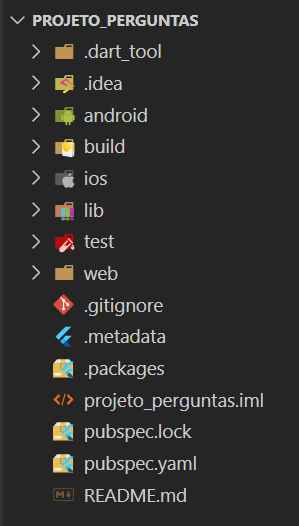 PROJETO_PERGUNTAS
.dart_tool
.idea
android
build
ios
lib
test
web
.gitignore
.metadata
.packages
projeto_perguntas.iml
pubspec.lock
pubspec.yaml
README.md